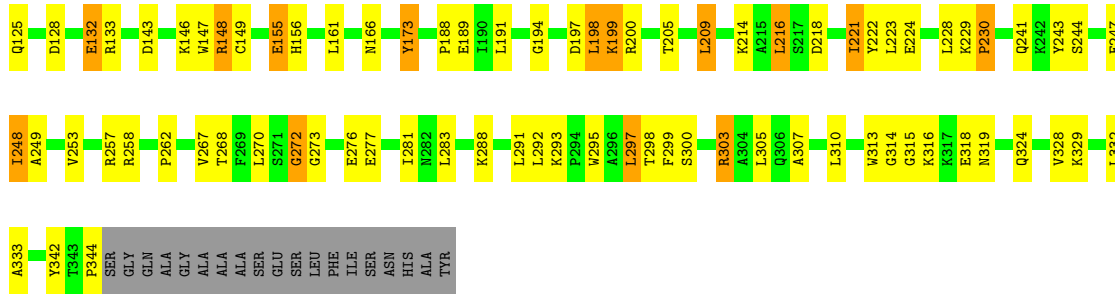 Q125 D128 E132 R133 D143 K146 W147 R148 C149 E155 H156 L161 N166 Y173 P188 E189 I190 L191 G194 D197 L198 K199 R200 T205 L209 K214 A215 L216 S217 D218 I221 Y222 L223 E224 L228 K229 P230 Q241 K242 Y243 S244
I248 A249 V253 R257 R258 P262 V267 T268 F269 L270 S271 G272 G273 E276 E277 I281 N282 L283 K288 L291 L292 K293 P294 W295 A296 L297 T298 F299 S300 R303 A304 L305 Q306 A307 L310 W313 G314 G315 K316 K317 E318 N319 Q324 V328 K329
A333 Y342 T343 P344 SER GLY GLN ALA GLY ALA ALA ALA SER GLU SER LEU PHE ILE SER ASN HIS ALA TYR